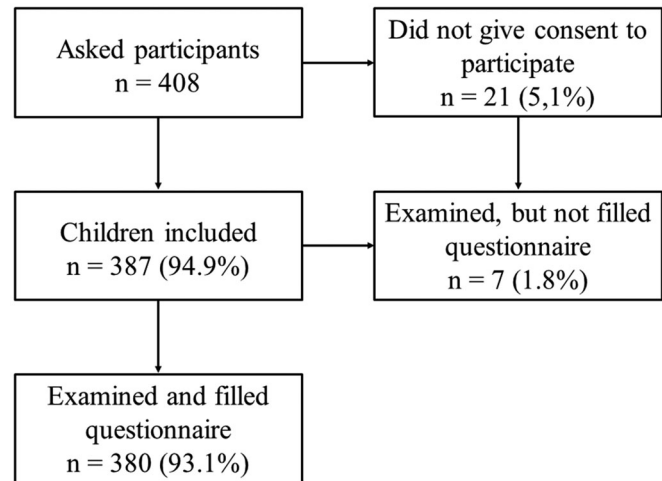 Asked participants
n = 408
Did not give consent to
participate
n = 21 (5,1%)
Children included
n = 387 (94.9%)
Examined, but not filled
questionnaire
n = 7 (1.8%)
Examined and filled
questionnaire
n = 380 (93.1%)